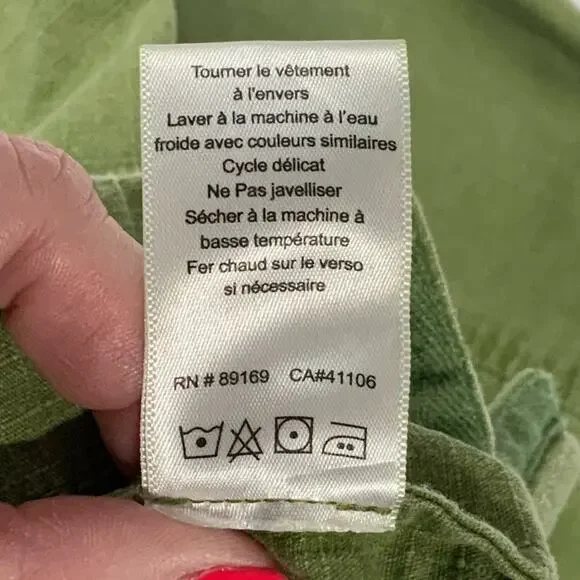 Tourner le vêtement
à l'envers
Laver à la machine à l'eau
froide avec couleurs similaires
Cycle délicat
Ne Pas javelliser
Sécher à la machine à
basse température
Fer chaud sur le verso
si nécessaire
RN # 89169 CA#41106